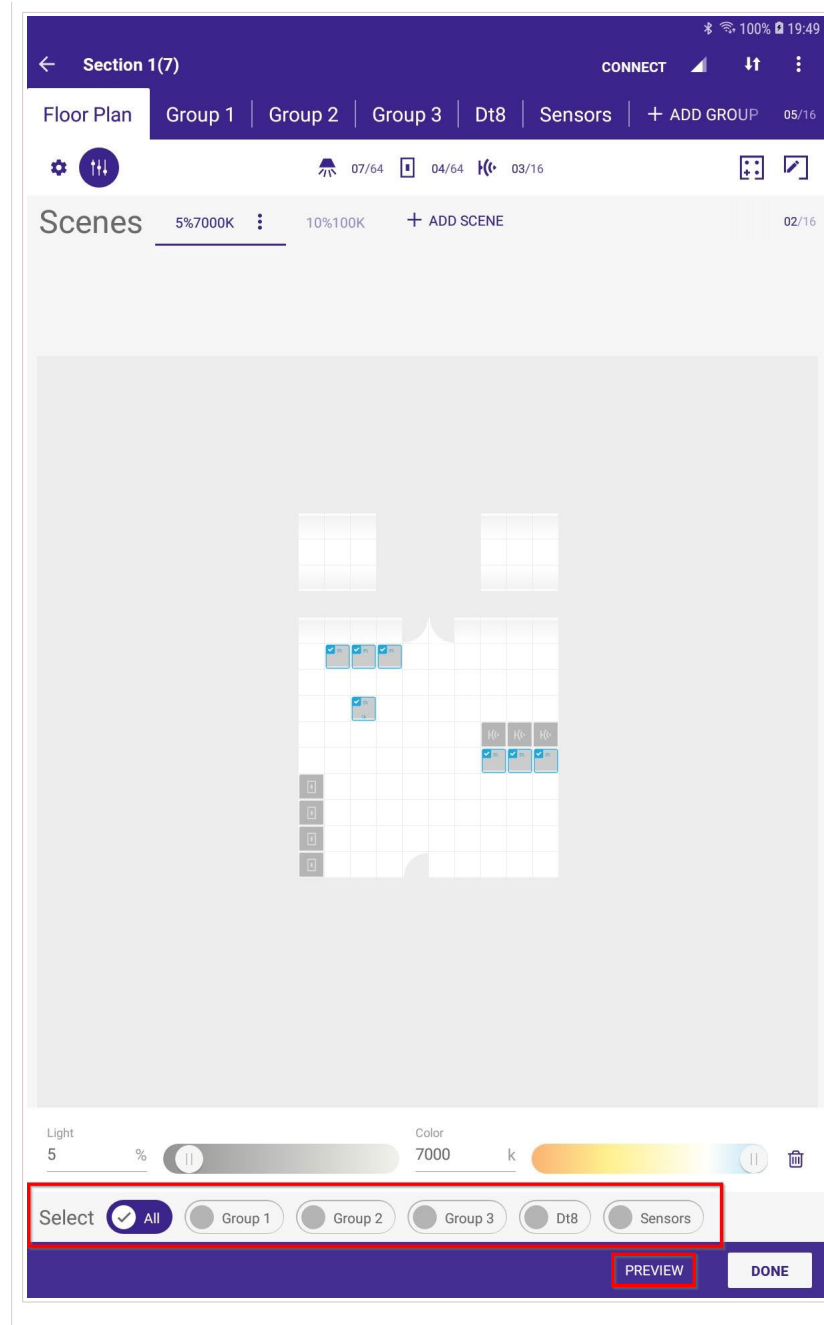 100% 19:49
Section 1(7) CONNECT
Floor Plan Group 1 Group 2 Group 3 Dt8 Sensors + ADD GROUP 05/16
07/64 04/64 03/16
Scenes 5%7000K 10%100K + ADD SCENE 02/16
Light Color
5 % 7000 k
Select All Group 1 Group 2 Group 3 Dt8 Sensors
PREVIEW DONE